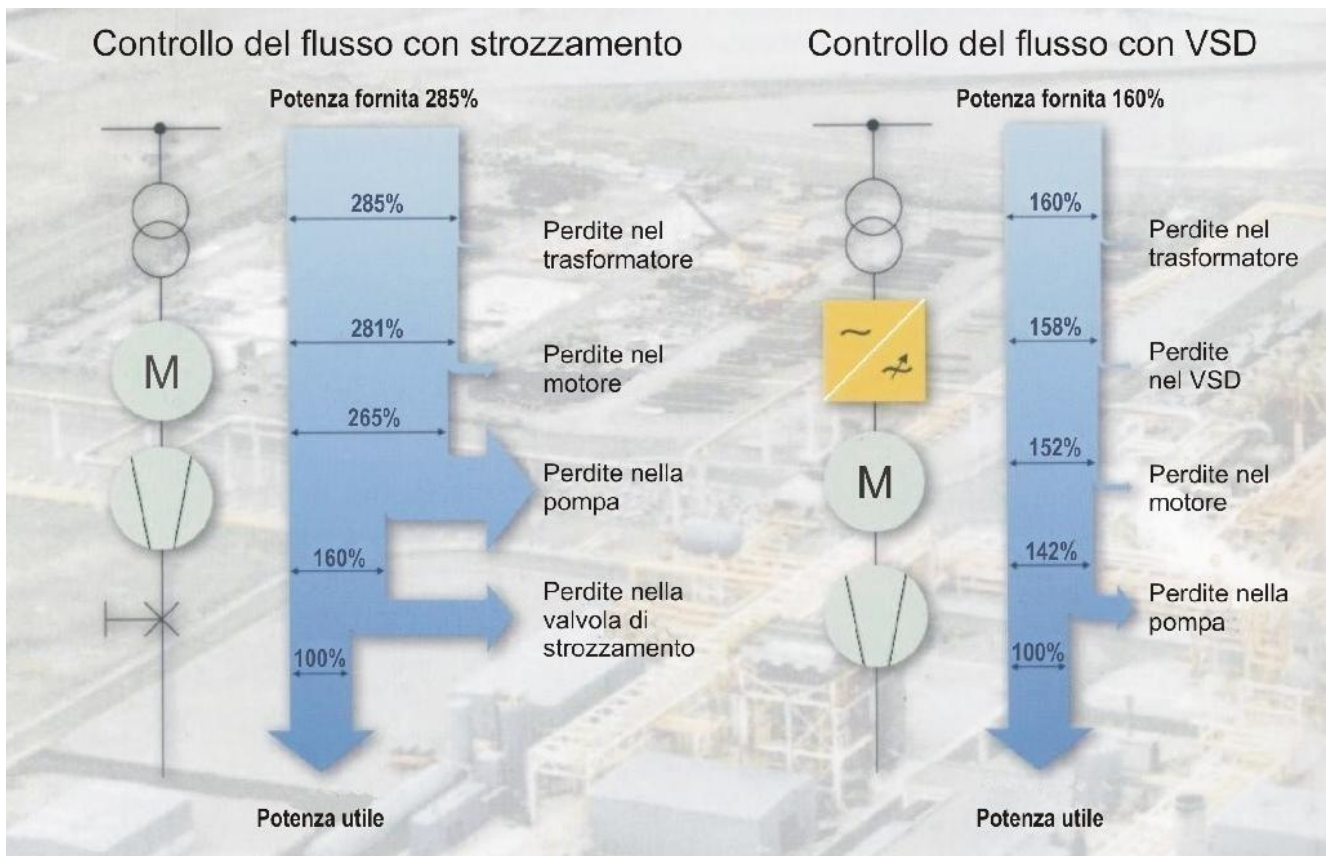 Controllo del flusso con strozzamento
Potenza fornita 285%
285%
Perdite nel
trasformatore
281%
Perdite nel
motore
M
265%
Perdite nella
pompa
160%
Perdite nella
valvola di
strozzamento
100%
Potenza utile
Controllo del flusso con VSD
Potenza fornita 160%
160%
Perdite nel
trasformatore
158%
Perdite
nel VSD
152%
Perdite nel
motore
M
142%
Perdite nella
pompa
100%
Potenza utile